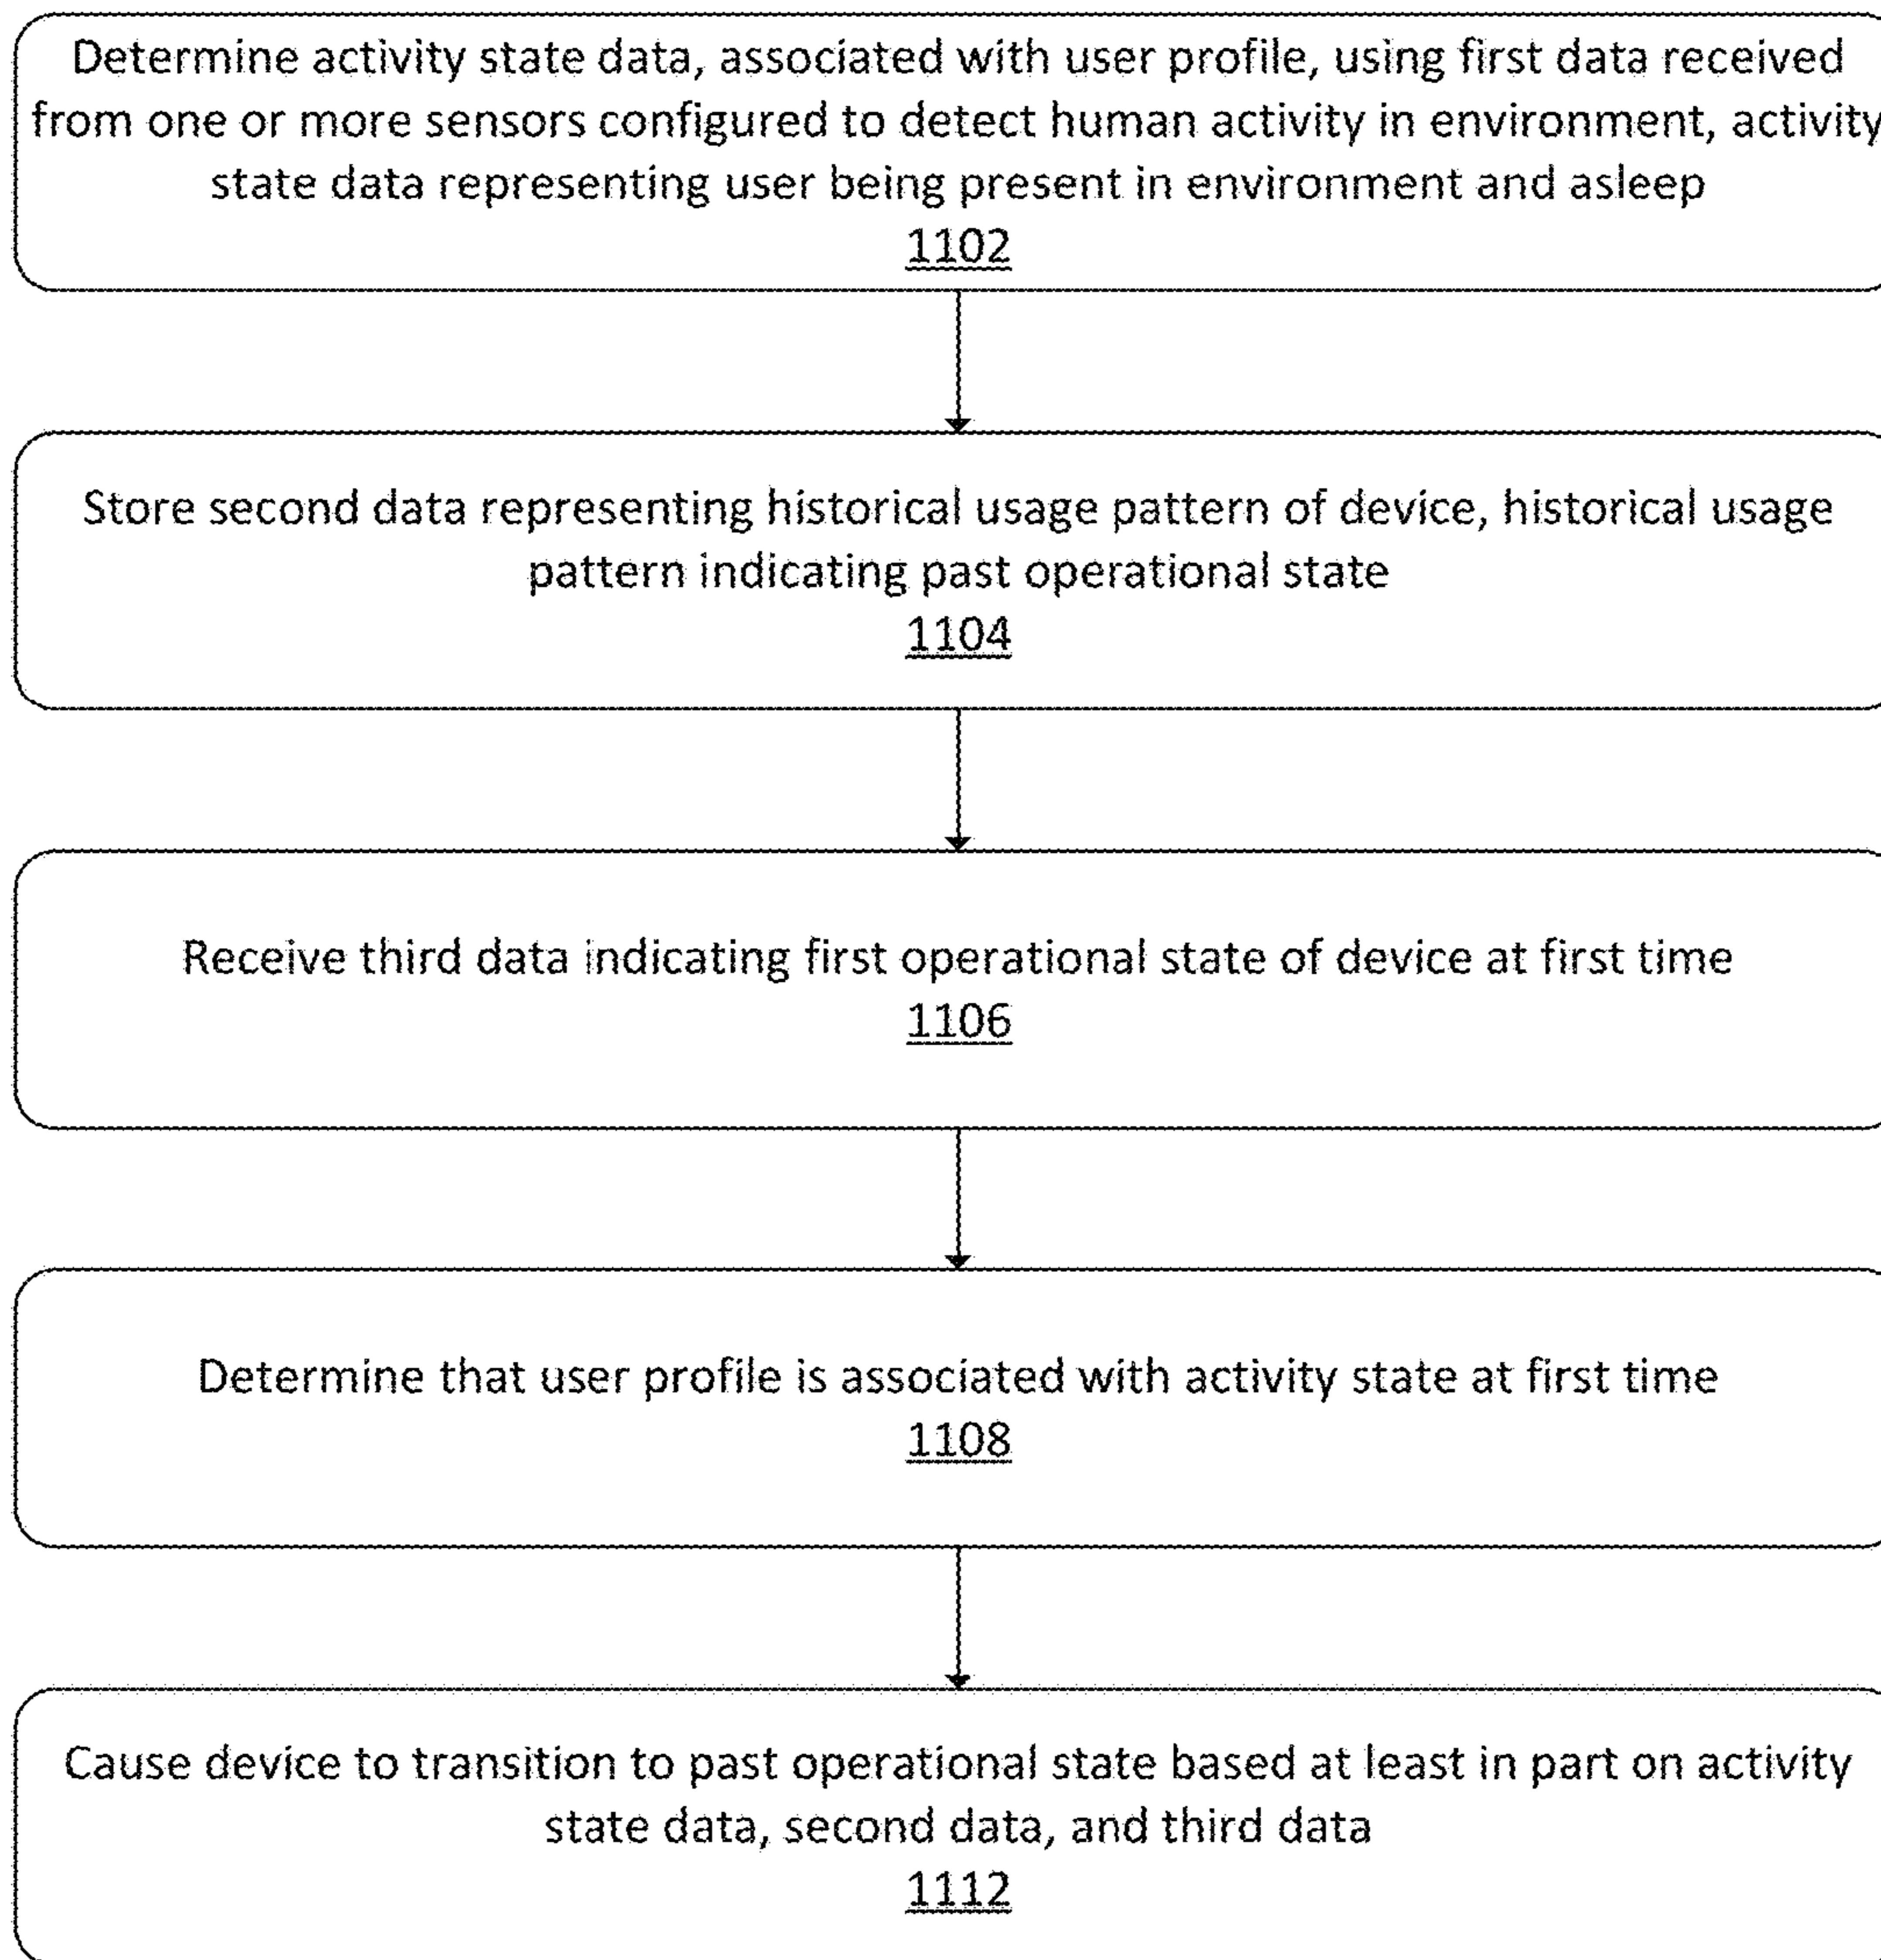 Determine activity state data, associated with user profile, using first data received
from one or more sensors configured to detect human activity in environment, activity
state data representing user being present in environment and asleep
1102
Store second data representing historical usage pattern of device, historical usage
pattern indicating past operational state
1104
Receive third data indicating first operational state of device at first time
1106
Determine that user profile is associated with activity state at first time
1108
Cause device to transition to past operational state based at least in part on activity
state data, second data, and third data
1112